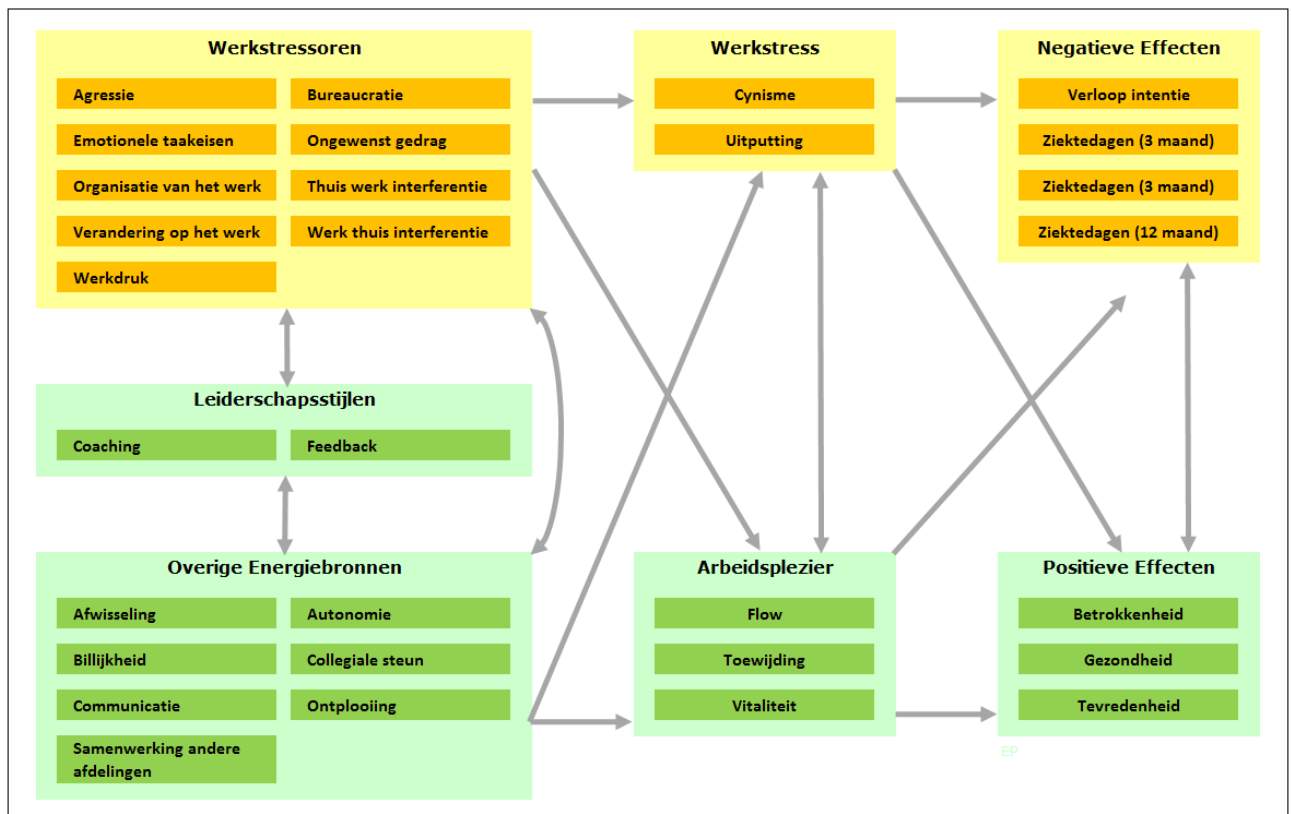 Werkstressoren
Agressie
Bureaucratie
Emotionele taakeisen
Ongewenst gedrag
Organisatie van het werk
Thuis werk interferentie
Verandering op het werk
Werk thuis interferentie
Werkdruk
Werkstress
Cynisme
Uitputting
Negatieve Effecten
Verloop intentie
Ziektedagen (3 maand)
Ziektedagen (3 maand)
Ziektedagen (12 maand)
Leiderschapsstijlen
Coaching
Feedback
Overige Energiebronnen
Afwisseling
Autonomie
Billijkheid
Collegiale steun
Communicatie
Ontplooiing
Samenwerking andere
afdelingen
Arbeidsplezier
Flow
Toewijding
Vitaliteit
Positieve Effecten
Betrokkenheid
Gezondheid
Tevredenheid
EP